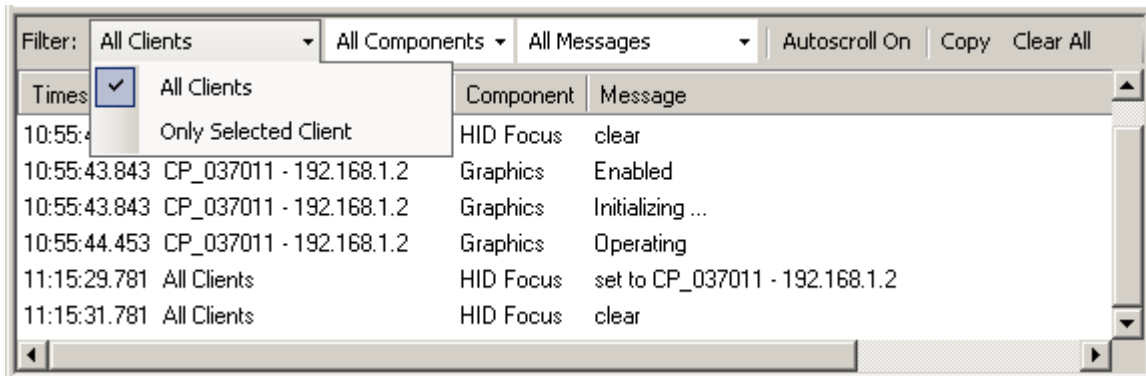 Filter: All Clients All Components All Messages Autoscroll On Copy Clear All
All Clients
Only Selected Client
Times Component Message
10:55:4 HID Focus clear
10:55:43.843 CP_037011 - 192.168.1.2 Graphics Enabled
10:55:43.843 CP_037011 - 192.168.1.2 Graphics Initializing ...
10:55:44.453 CP_037011 - 192.168.1.2 Graphics Operating
11:15:29.781 All Clients HID Focus set to CP_037011 - 192.168.1.2
11:15:31.781 All Clients HID Focus clear